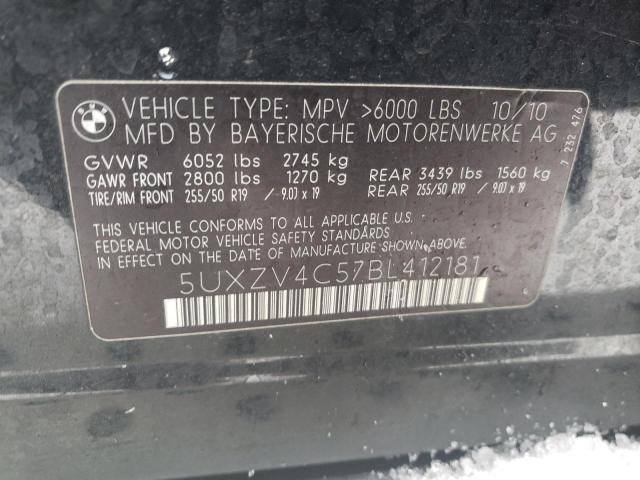 BMW
VEHICLE TYPE: MPV >6000 LBS 10/10
MFD BY BAYERISCHE MOTORENWERKE AG
GVWR 6052 lbs 2745 kg
GAWR FRONT 2800 lbs 1270 kg REAR 3439 lbs 1560 kg
TIRE/RIM FRONT 255/50 R19 / 9.0J × 19 REAR 255/50 R19 / 9.0J × 19
THIS VEHICLE CONFORMS TO ALL APPLICABLE U.S.
FEDERAL MOTOR VEHICLE SAFETY STANDARDS
IN EFFECT ON THE DATE OF MANUFACTURE SHOWN ABOVE.
5UXZV4C57BL412181
7 232 476